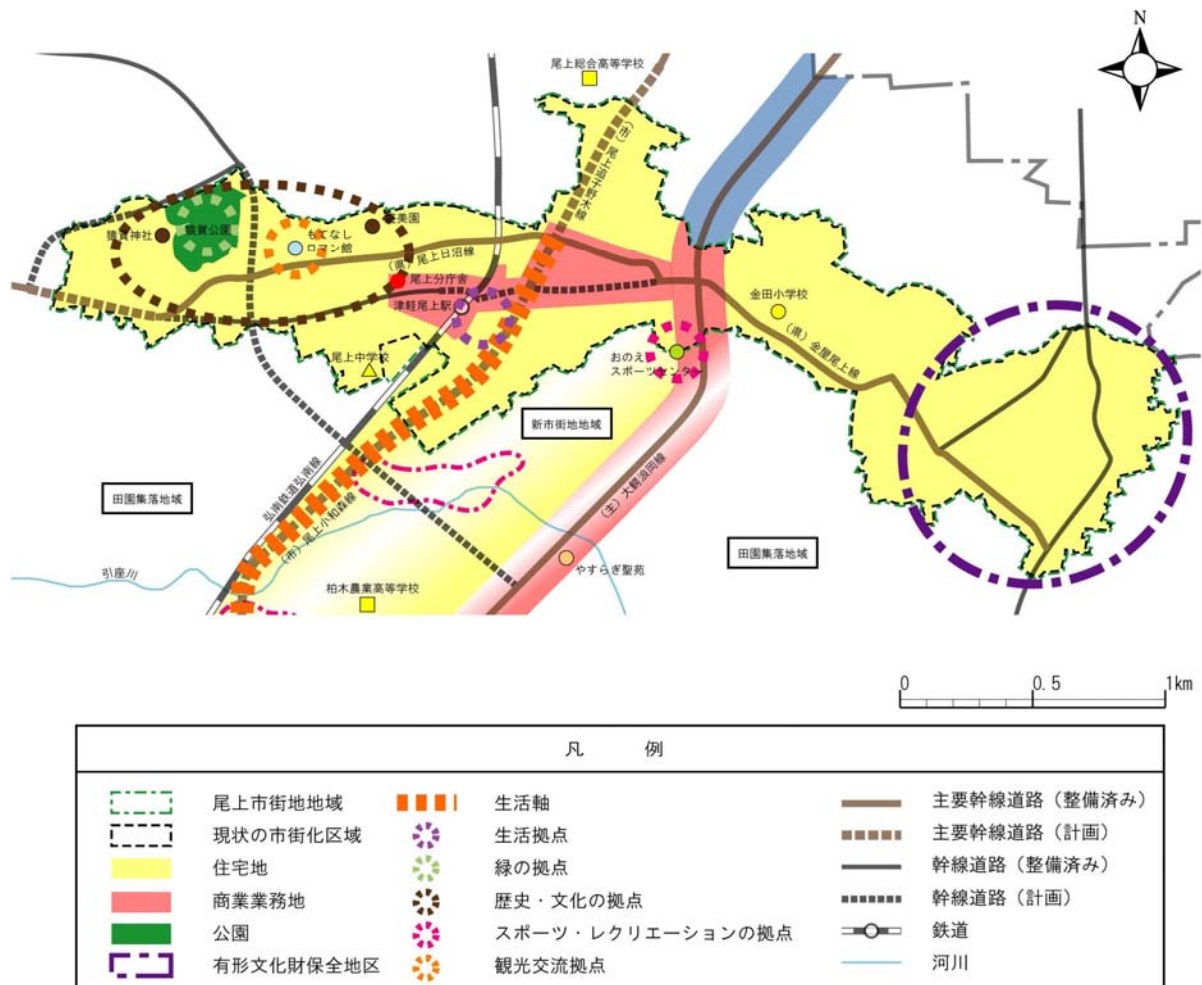 N
尾上総合高等学校
(市)尾上追子野木線
猿賀神社
猿賀公園
もてなし
ロマン館
美園
(県)尾上日沼線
尾上分庁舎
津軽尾上駅
金田小学校
(県)金屋尾上線
尾上中学校
おのえ
スポーツセンター
新市街地地域
田園集落地域
弘南鉄道弘南線
(市)尾上小和森線
(主)大鰐浪岡線
田園集落地域
引座川
やすらぎ聖苑
柏木農業高等学校
0 0.5 1km
凡 例
尾上市街地地域
現状の市街化区域
住宅地
商業業務地
公園
有形文化財保全地区
生活軸
生活拠点
緑の拠点
歴史・文化の拠点
スポーツ・レクリエーションの拠点
観光交流拠点
主要幹線道路（整備済み）
主要幹線道路（計画）
幹線道路（整備済み）
幹線道路（計画）
鉄道
河川